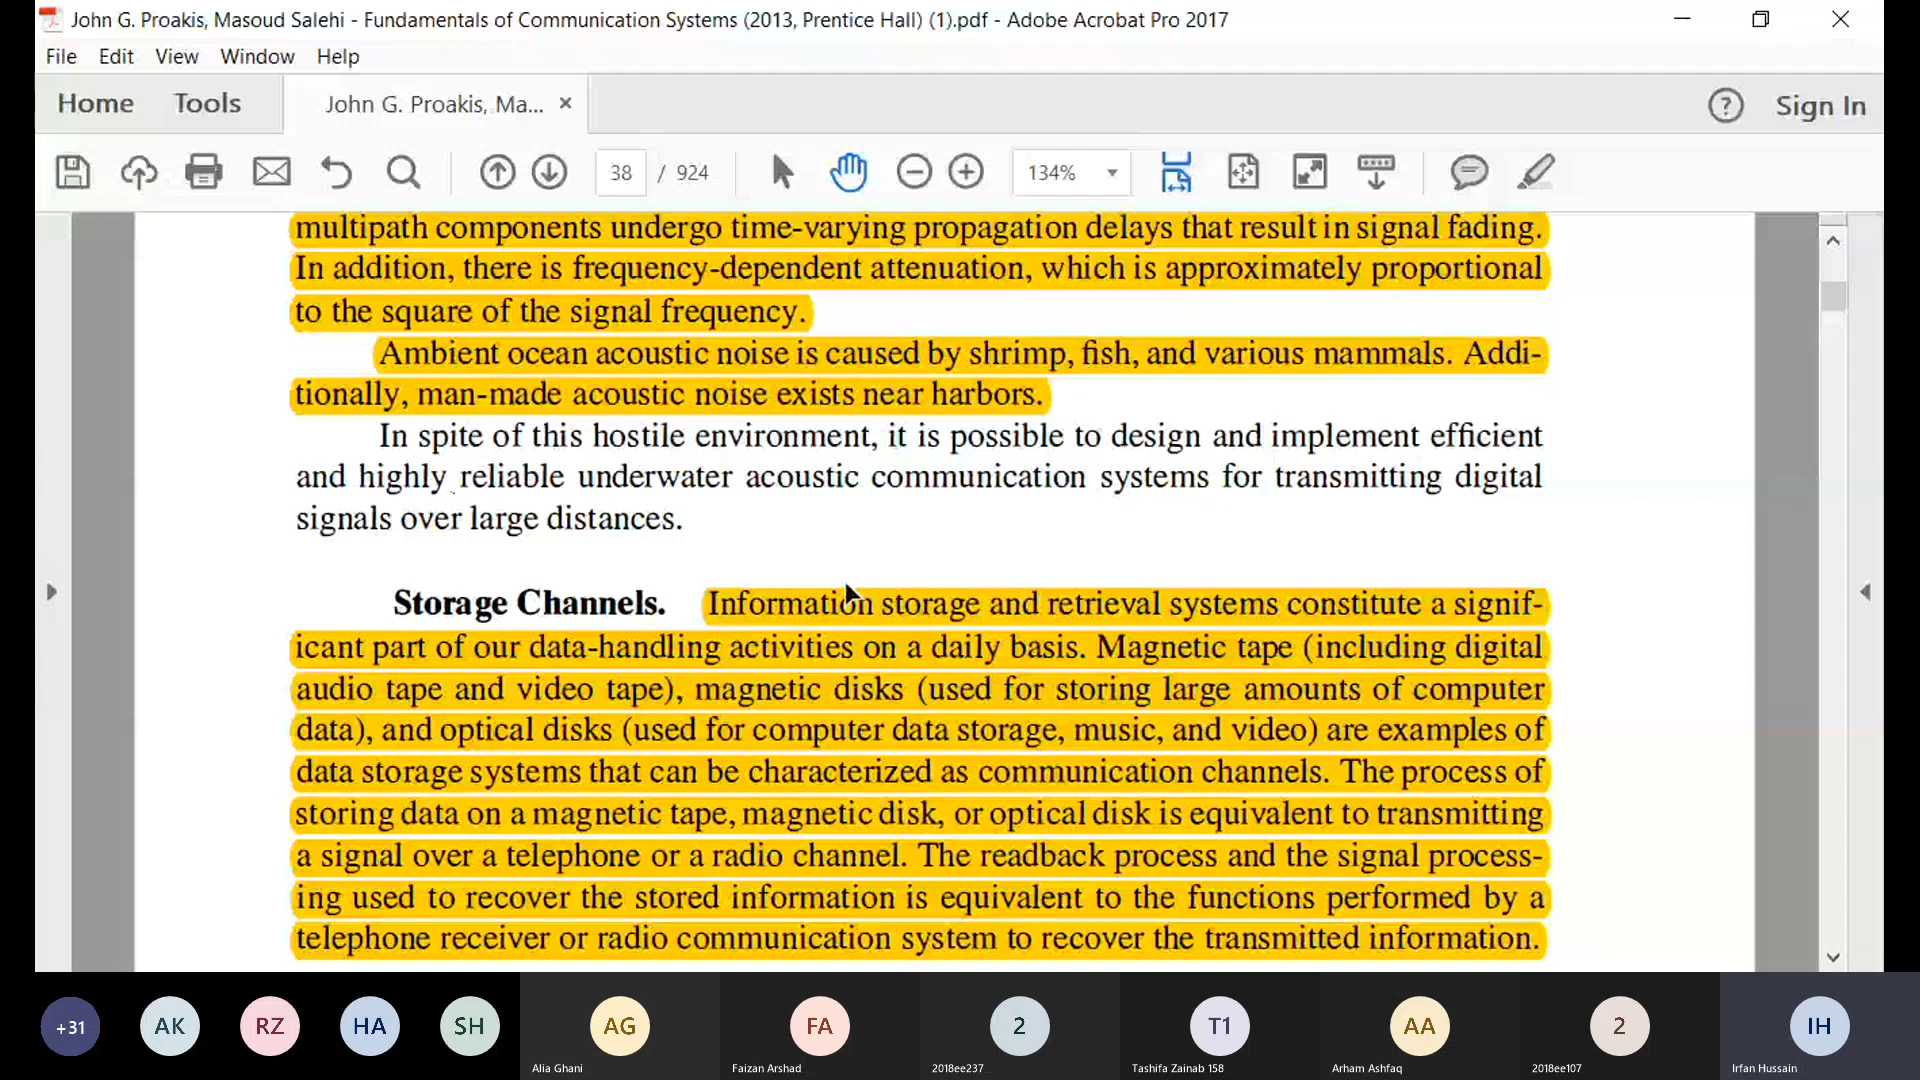 John G. Proakis, Masoud Salehi - Fundamentals of Communication Systems (2013, Prentice Hall) (1).pdf - Adobe Acrobat Pro 2017
File Edit View Window Help
Home Tools John G. Proakis, Ma... × ? Sign In
38 / 924 134%
multipath components undergo time-varying propagation delays that result in signal fading.
In addition, there is frequency-dependent attenuation, which is approximately proportional
to the square of the signal frequency.
Ambient ocean acoustic noise is caused by shrimp, fish, and various mammals. Addi-
tionally, man-made acoustic noise exists near harbors.
In spite of this hostile environment, it is possible to design and implement efficient
and highly reliable underwater acoustic communication systems for transmitting digital
signals over large distances.
Storage Channels. Information storage and retrieval systems constitute a signif-
icant part of our data-handling activities on a daily basis. Magnetic tape (including digital
audio tape and video tape), magnetic disks (used for storing large amounts of computer
data), and optical disks (used for computer data storage, music, and video) are examples of
data storage systems that can be characterized as communication channels. The process of
storing data on a magnetic tape, magnetic disk, or optical disk is equivalent to transmitting
a signal over a telephone or a radio channel. The readback process and the signal process-
ing used to recover the stored information is equivalent to the functions performed by a
telephone receiver or radio communication system to recover the transmitted information.
+31 AK RZ HA SH AG FA 2 T1 AA 2 IH
Alia Ghani Faizan Arshad 2018ee237 Tashifa Zainab 158 Arham Ashfaq 2018ee107 Irfan Hussain